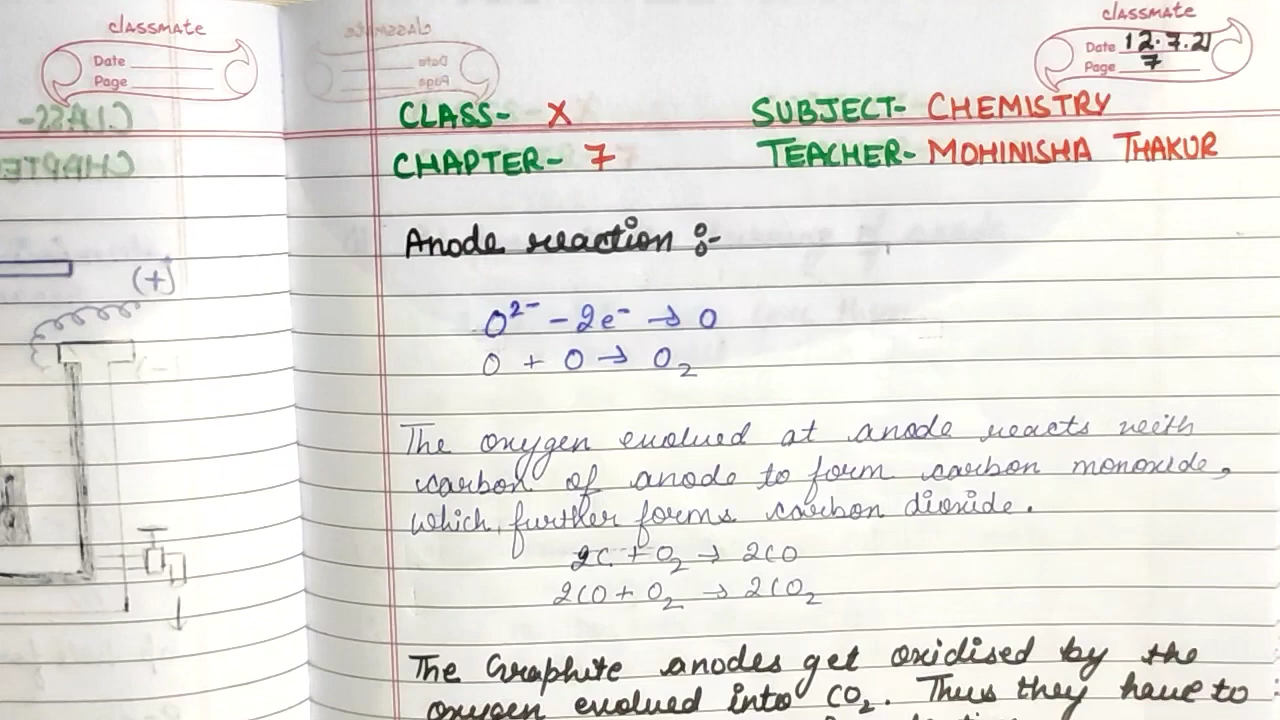 classmate
Date
Page
(+)
classmate
Date 12.7.21
Page 7
CLASS- X SUBJECT- CHEMISTRY
CHAPTER- 7 TEACHER- MOHINISHA THAKUR
Anode reaction :-
O²⁻ - 2e⁻ → O
O + O → O₂
The oxygen evolved at anode reacts with
carbon of anode to form carbon monoxide,
which further forms carbon dioxide.
2C + O₂ → 2CO
2CO + O₂ → 2CO₂
The Graphite anodes get oxidised by the
oxygen evolved into CO₂. Thus they have to